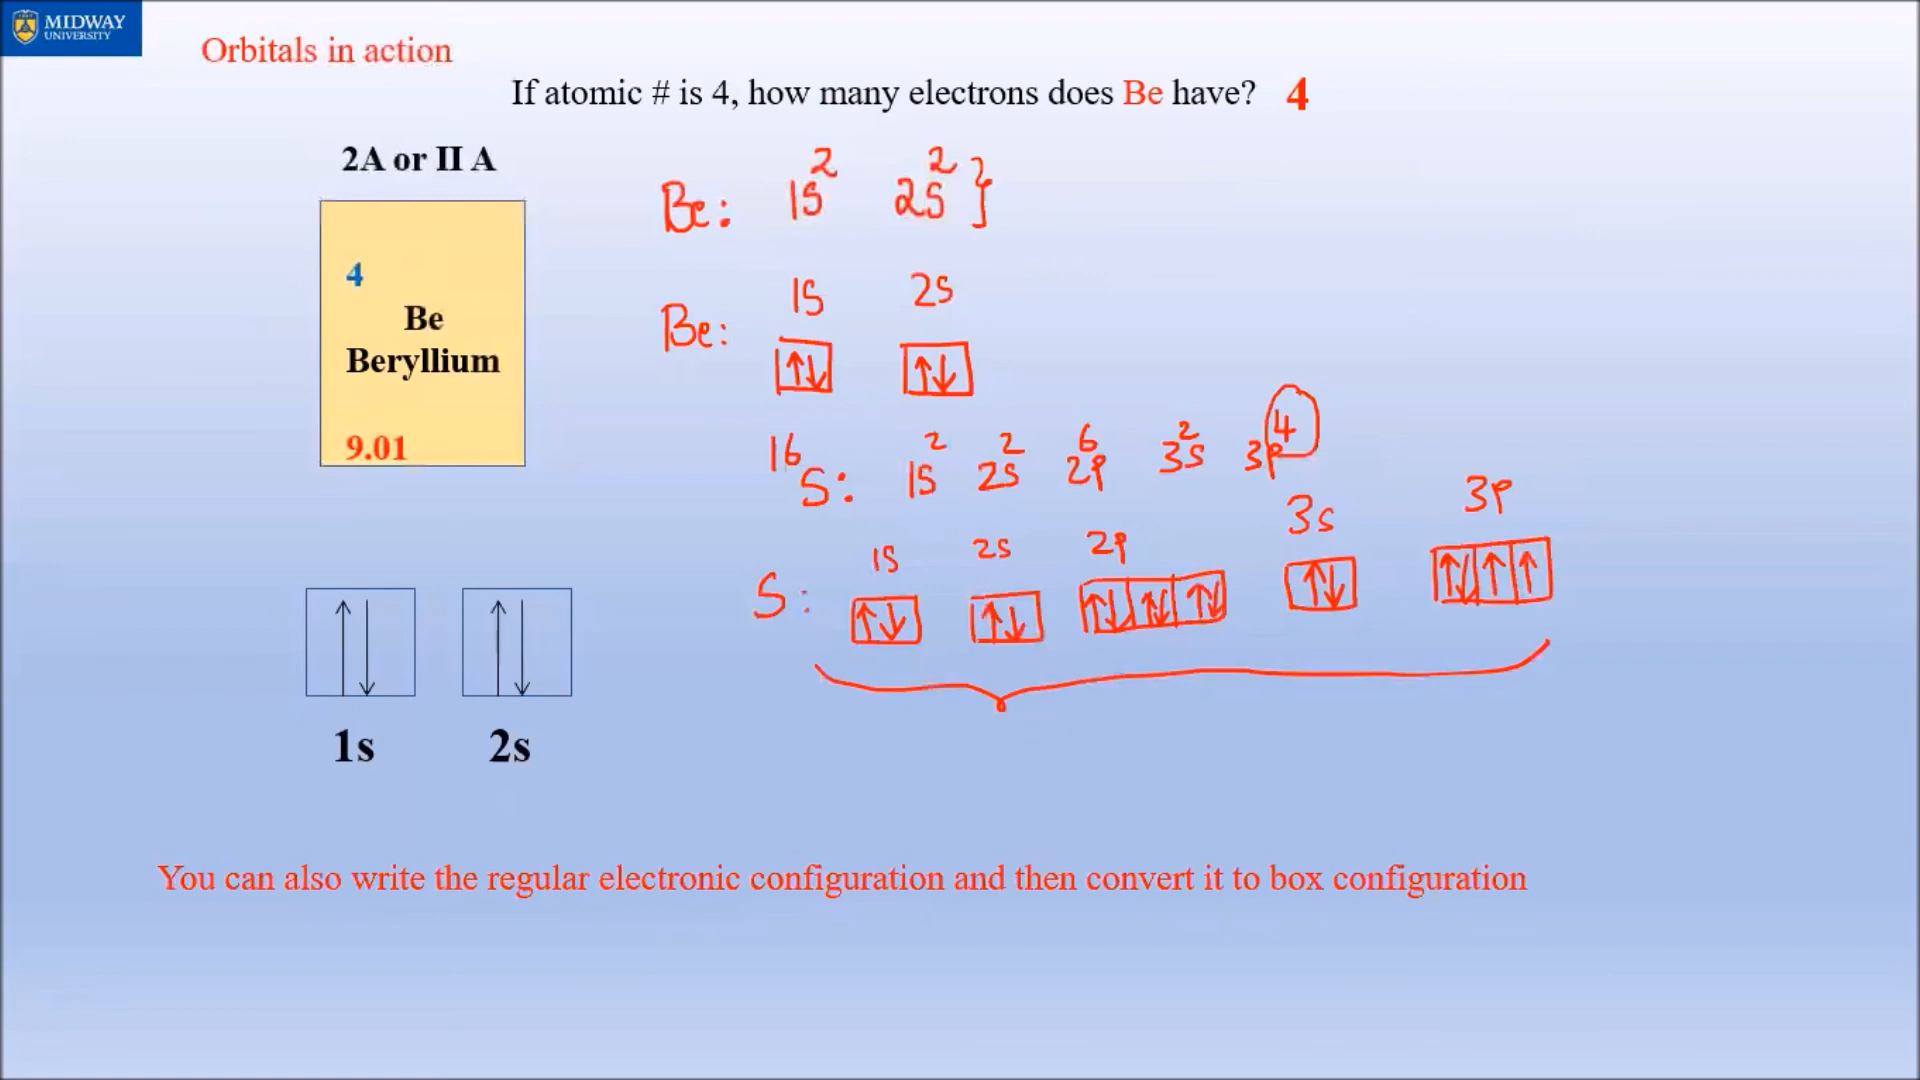 MIDWAY
UNIVERSITY
Orbitals in action
If atomic # is 4, how many electrons does Be have? 4
2A or II A
4
Be
Beryllium
9.01
Be: 1s² 2s² }
1s 2s
Be: ↑↓ ↑↓
¹⁶S: 1s² 2s² 2p⁶ 3s² 3p⁴
1s 2s 2p 3s 3p
S: ↑↓ ↑↓ ↑↓ ↑↓ ↑↓ ↑↓ ↑↓ ↑ ↑
↑↓ ↑↓
1s 2s
You can also write the regular electronic configuration and then convert it to box configuration